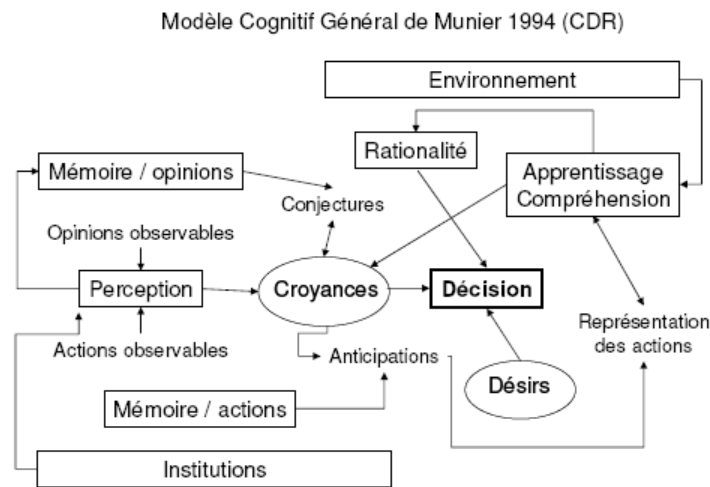 Modèle Cognitif Général de Munier 1994 (CDR)
Environnement
Rationalité
Mémoire / opinions
Apprentissage
Compréhension
Conjectures
Opinions observables
Perception
Croyances
Décision
Représentation
des actions
Actions observables
Anticipations
Désirs
Mémoire / actions
Institutions